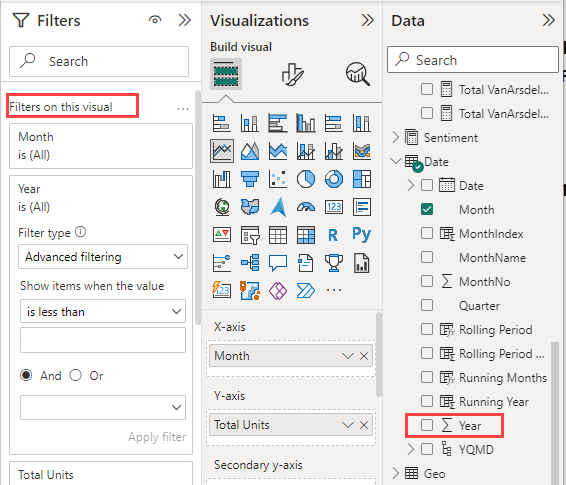 Filters
Search
Filters on this visual
...
Month
is (All)
Year
is (All)
Filter type
Advanced filtering
Show items when the value
is less than
And
Or
Apply filter
Total Units
Visualizations
Build visual
123
R
Py
...
X-axis
Month
Y-axis
Total Units
Secondary y-axis
Data
Search
Total VanArsdel...
Total VanArsdel...
Sentiment
Date
Date
Month
MonthIndex
MonthName
MonthNo
Quarter
Rolling Period
Rolling Period ...
Running Months
Running Year
Year
YQMD
Geo